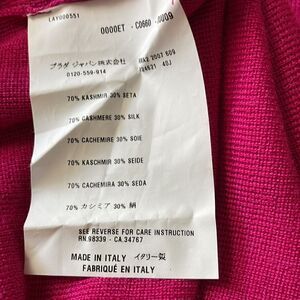 LAY000551
0000ET - C0660 -0009
プラダ ジャパン株式会社
0120-559-914
70% KASHMIR 30% SETA
70% CASHMERE 30% SILK
70% CACHEMIRE 30% SOIE
70% KASCHMIR 30% SEIDE
70% CACHEMIRA 30% SEDA
70% カシミア 30% 絹
SEE REVERSE FOR CARE INSTRUCTION
RN.98339 - CA.34767
MADE IN ITALY イタリー製
FABRIQUÉ EN ITALY